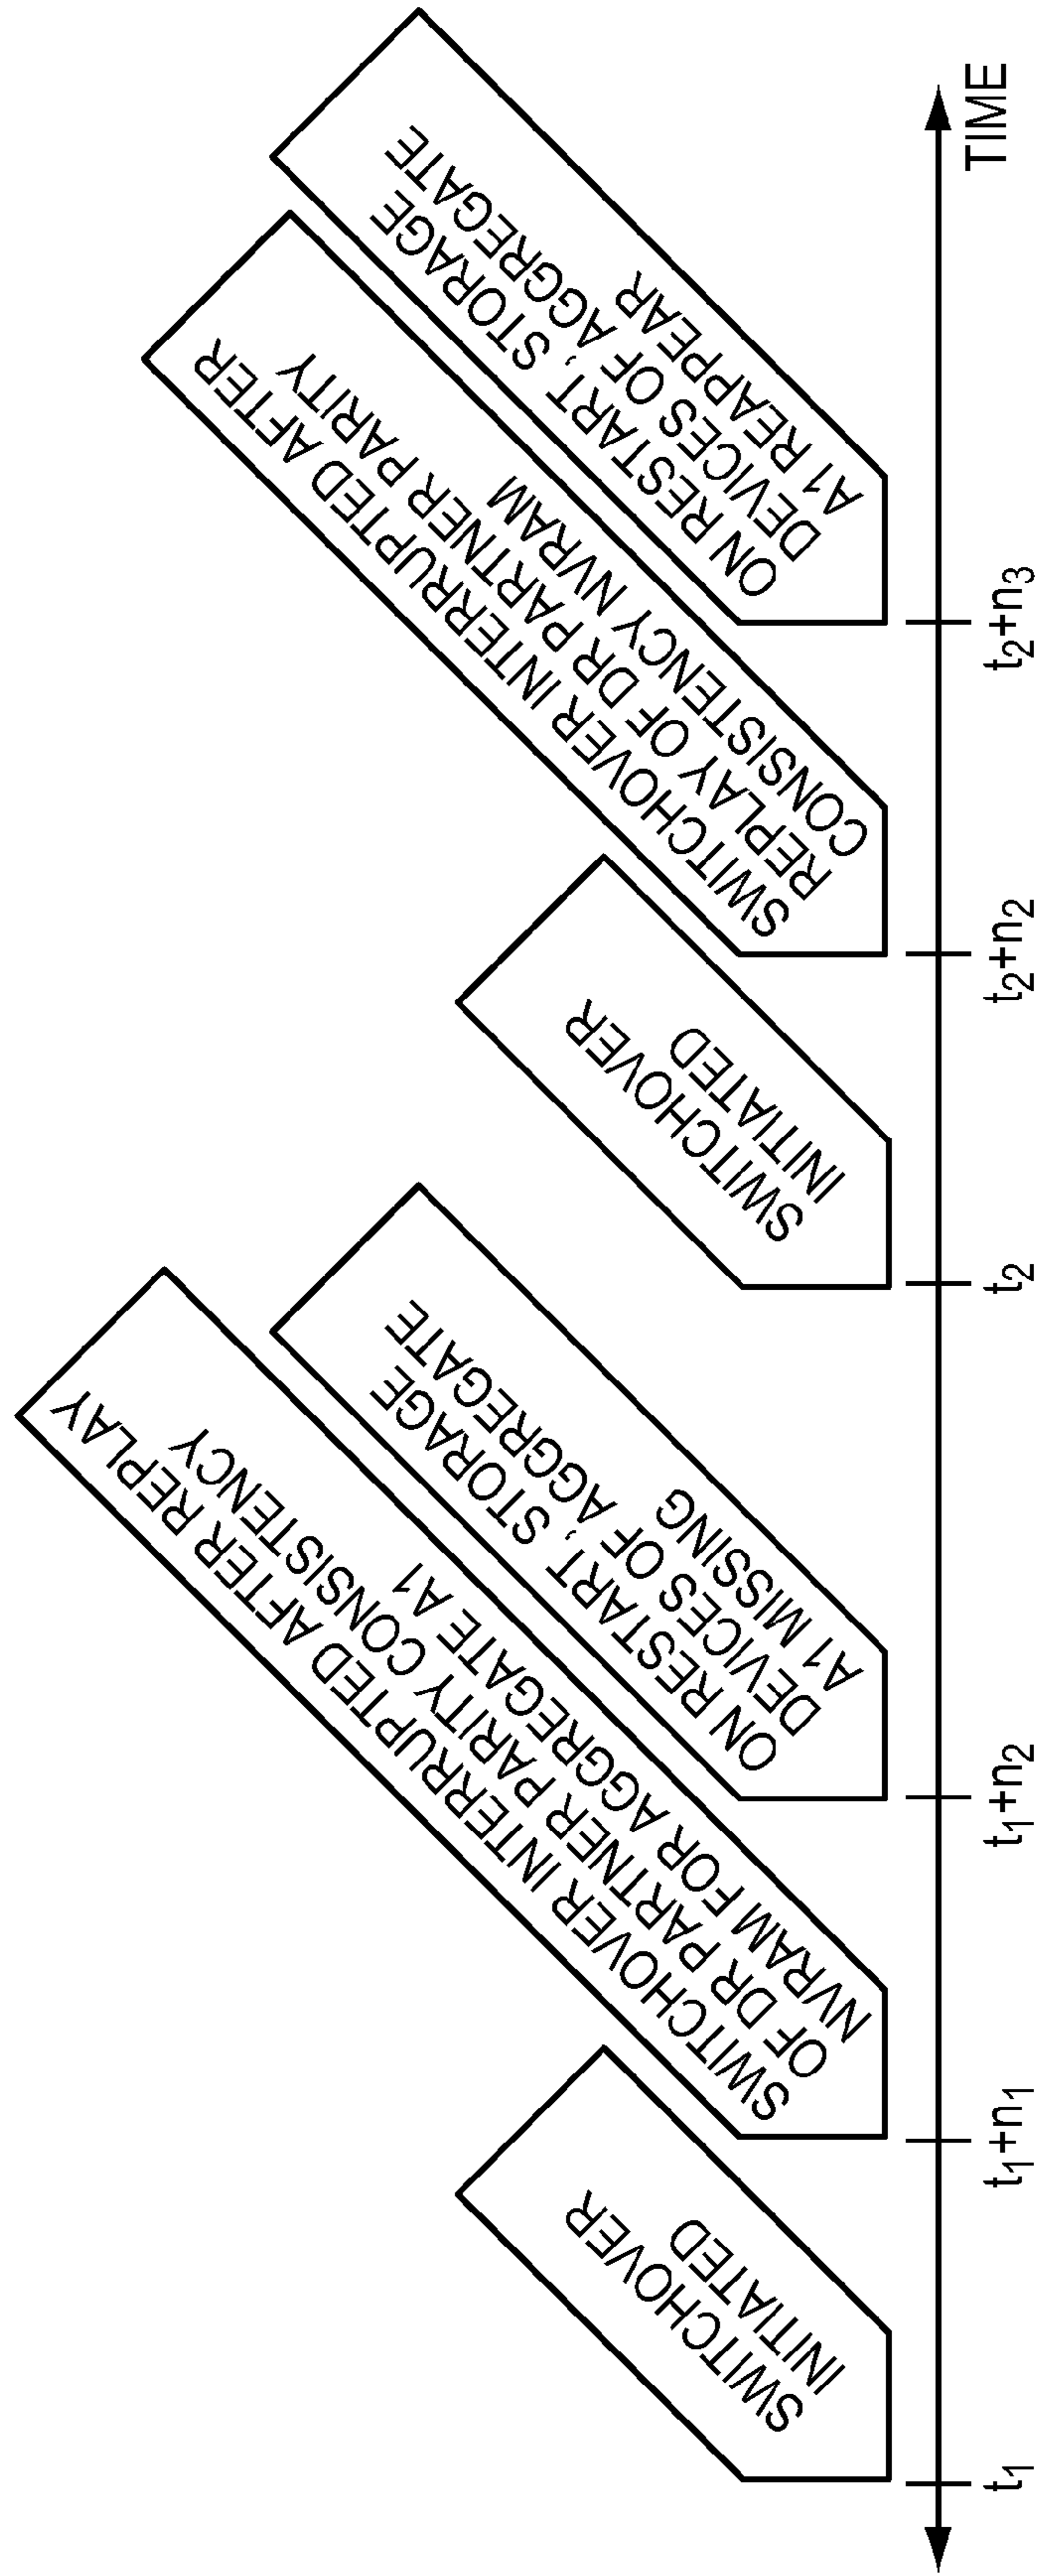 SWITCHOVER
INITIATED
SWITCHOVER INTERRUPTED AFTER REPLAY
OF DR PARTNER PARITY CONSISTENCY
NVRAM FOR AGGREGATE A1
ON RESTART, STORAGE
DEVICES OF AGGREGATE
A1 MISSING
SWITCHOVER
INITIATED
SWITCHOVER INTERRUPTED AFTER
REPLAY OF DR PARTNER PARITY
CONSISTENCY NVRAM
ON RESTART, STORAGE
DEVICES OF AGGREGATE
A1 REAPPEAR
t1
t1+n1
t1+n2
t2
t2+n2
t2+n3
TIME